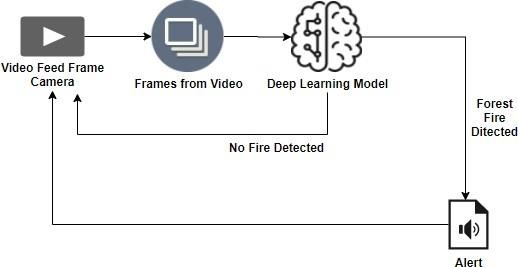 Video Feed Frame
Camera
Frames from Video
Deep Learning Model
Forest
Fire
Ditected
No Fire Detected
Alert